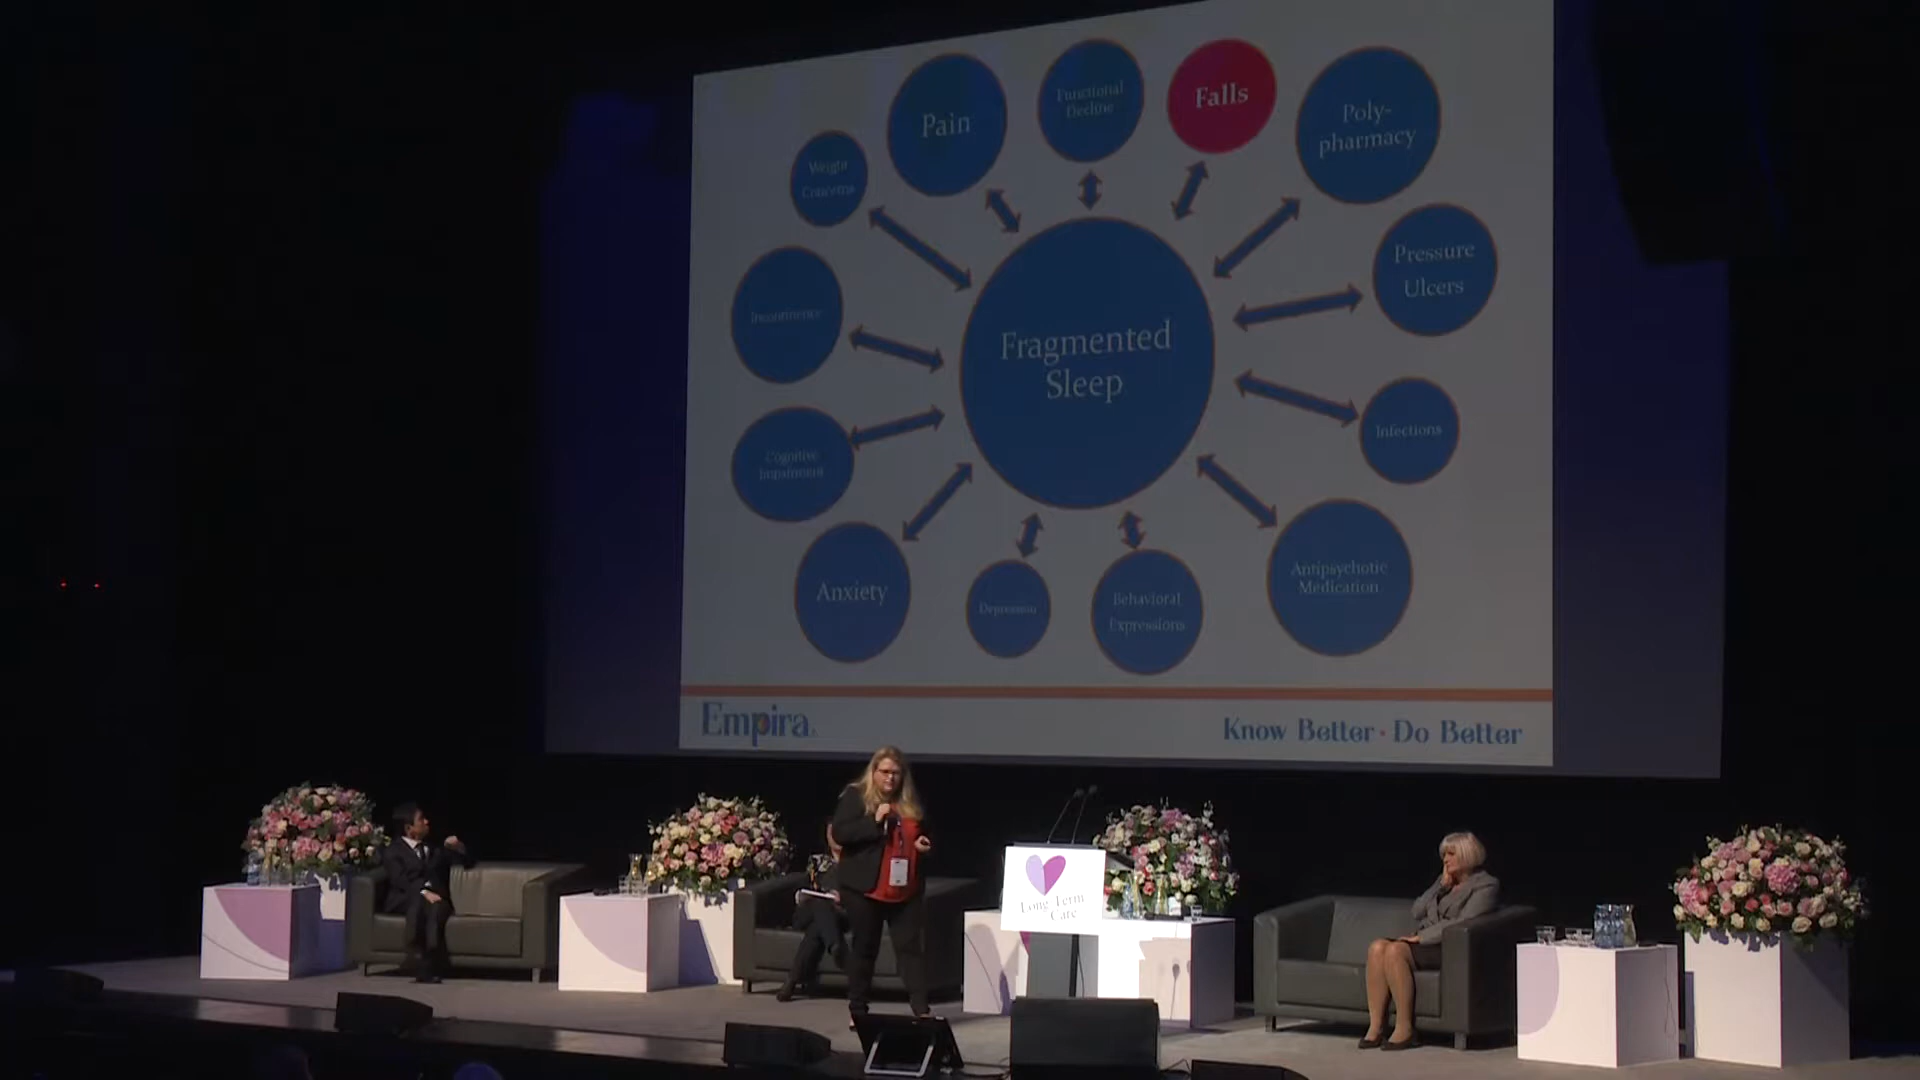 Pain
Functional
Decline
Falls
Poly-
pharmacy
Weight
Concerns
Pressure
Ulcers
Incontinence
Fragmented
Sleep
Infections
Cognitive
Impairment
Anxiety
Depression
Behavioral
Expressions
Antipsychotic
Medication
Empira
Know Better · Do Better
Long Term
Care